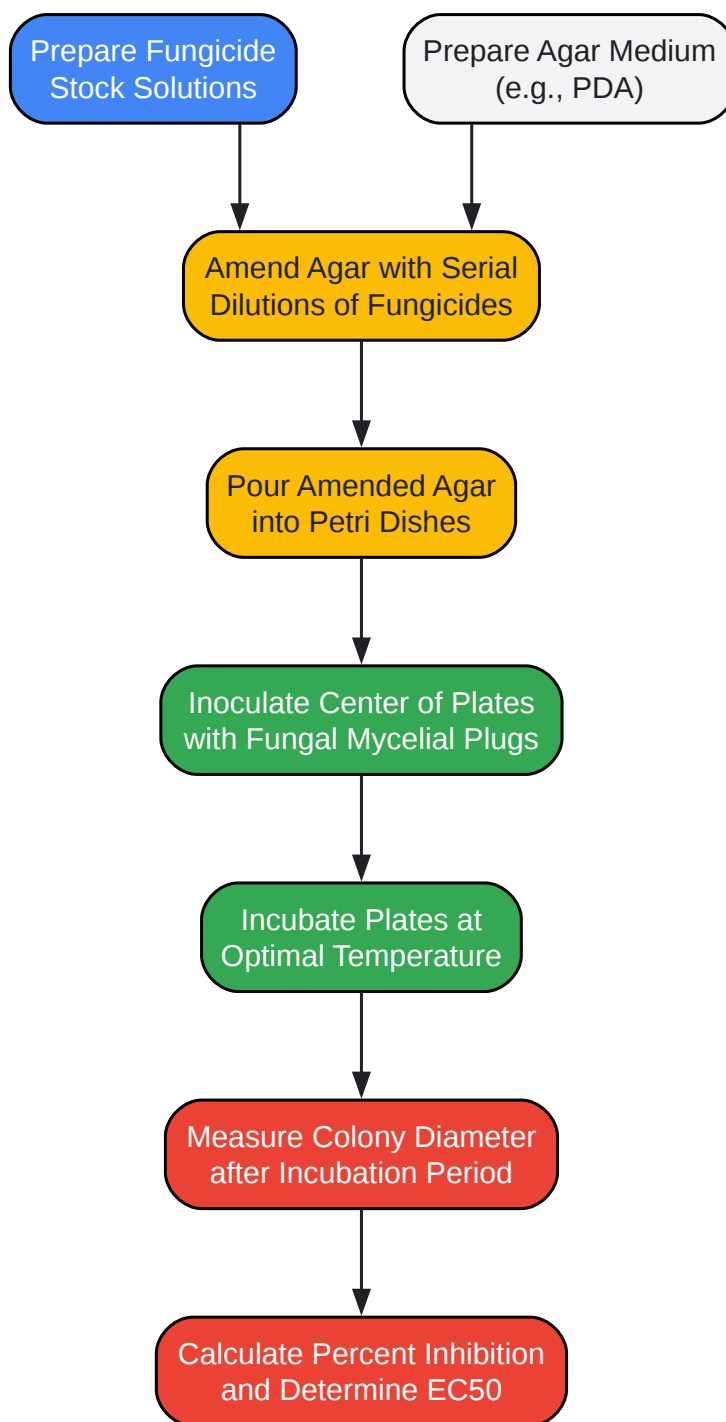 Prepare Fungicide
Stock Solutions
Prepare Agar Medium
(e.g., PDA)
Amend Agar with Serial
Dilutions of Fungicides
Pour Amended Agar
into Petri Dishes
Inoculate Center of Plates
with Fungal Mycelial Plugs
Incubate Plates at
Optimal Temperature
Measure Colony Diameter
after Incubation Period
Calculate Percent Inhibition
and Determine EC50